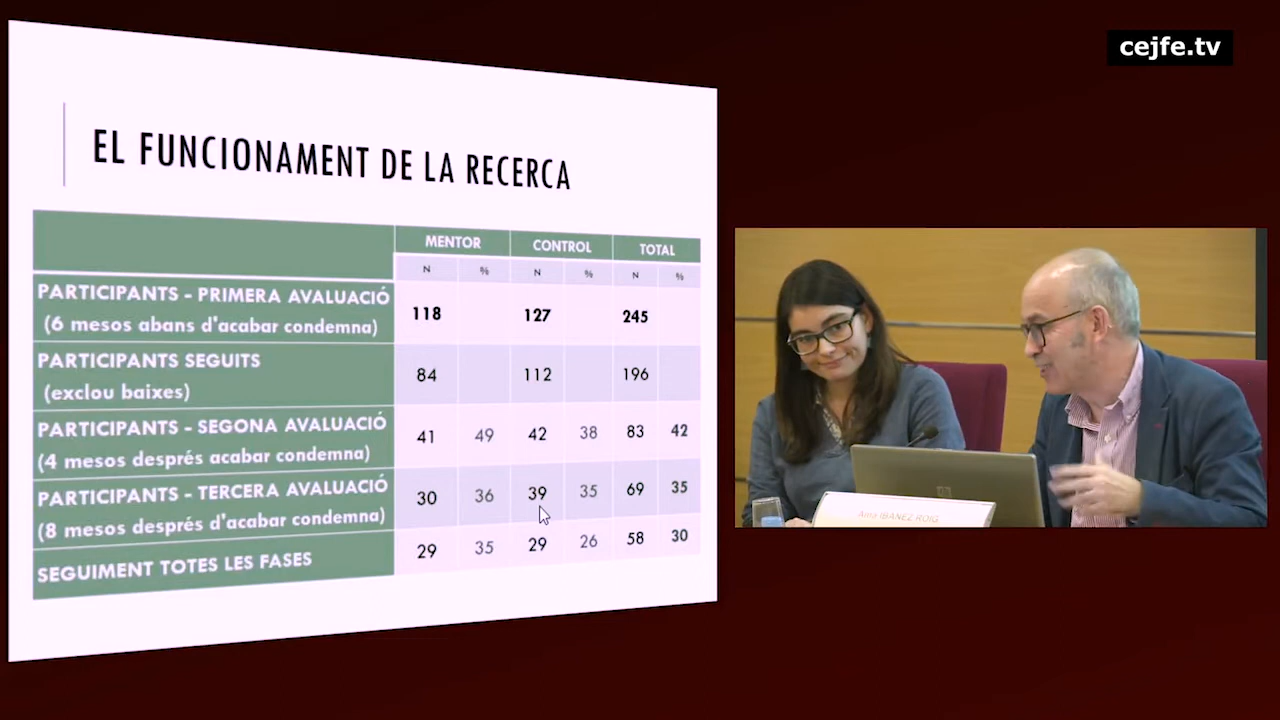 cejfe.tv
EL FUNCIONAMENT DE LA RECERCA
MENTOR CONTROL TOTAL
N % N % N %
PARTICIPANTS - PRIMERA AVALUACIÓ
(6 mesos abans d'acabar condemna)
118 127 245
PARTICIPANTS SEGUITS
(exclou baixes)
84 112 196
PARTICIPANTS - SEGONA AVALUACIÓ
(4 mesos després acabar condemna)
41 49 42 38 83 42
PARTICIPANTS - TERCERA AVALUACIÓ
(8 mesos després d'acabar condemna)
30 36 39 35 69 35
SEGUIMENT TOTES LES FASES
29 35 29 26 58 30
Aina IBAÑEZ ROIG